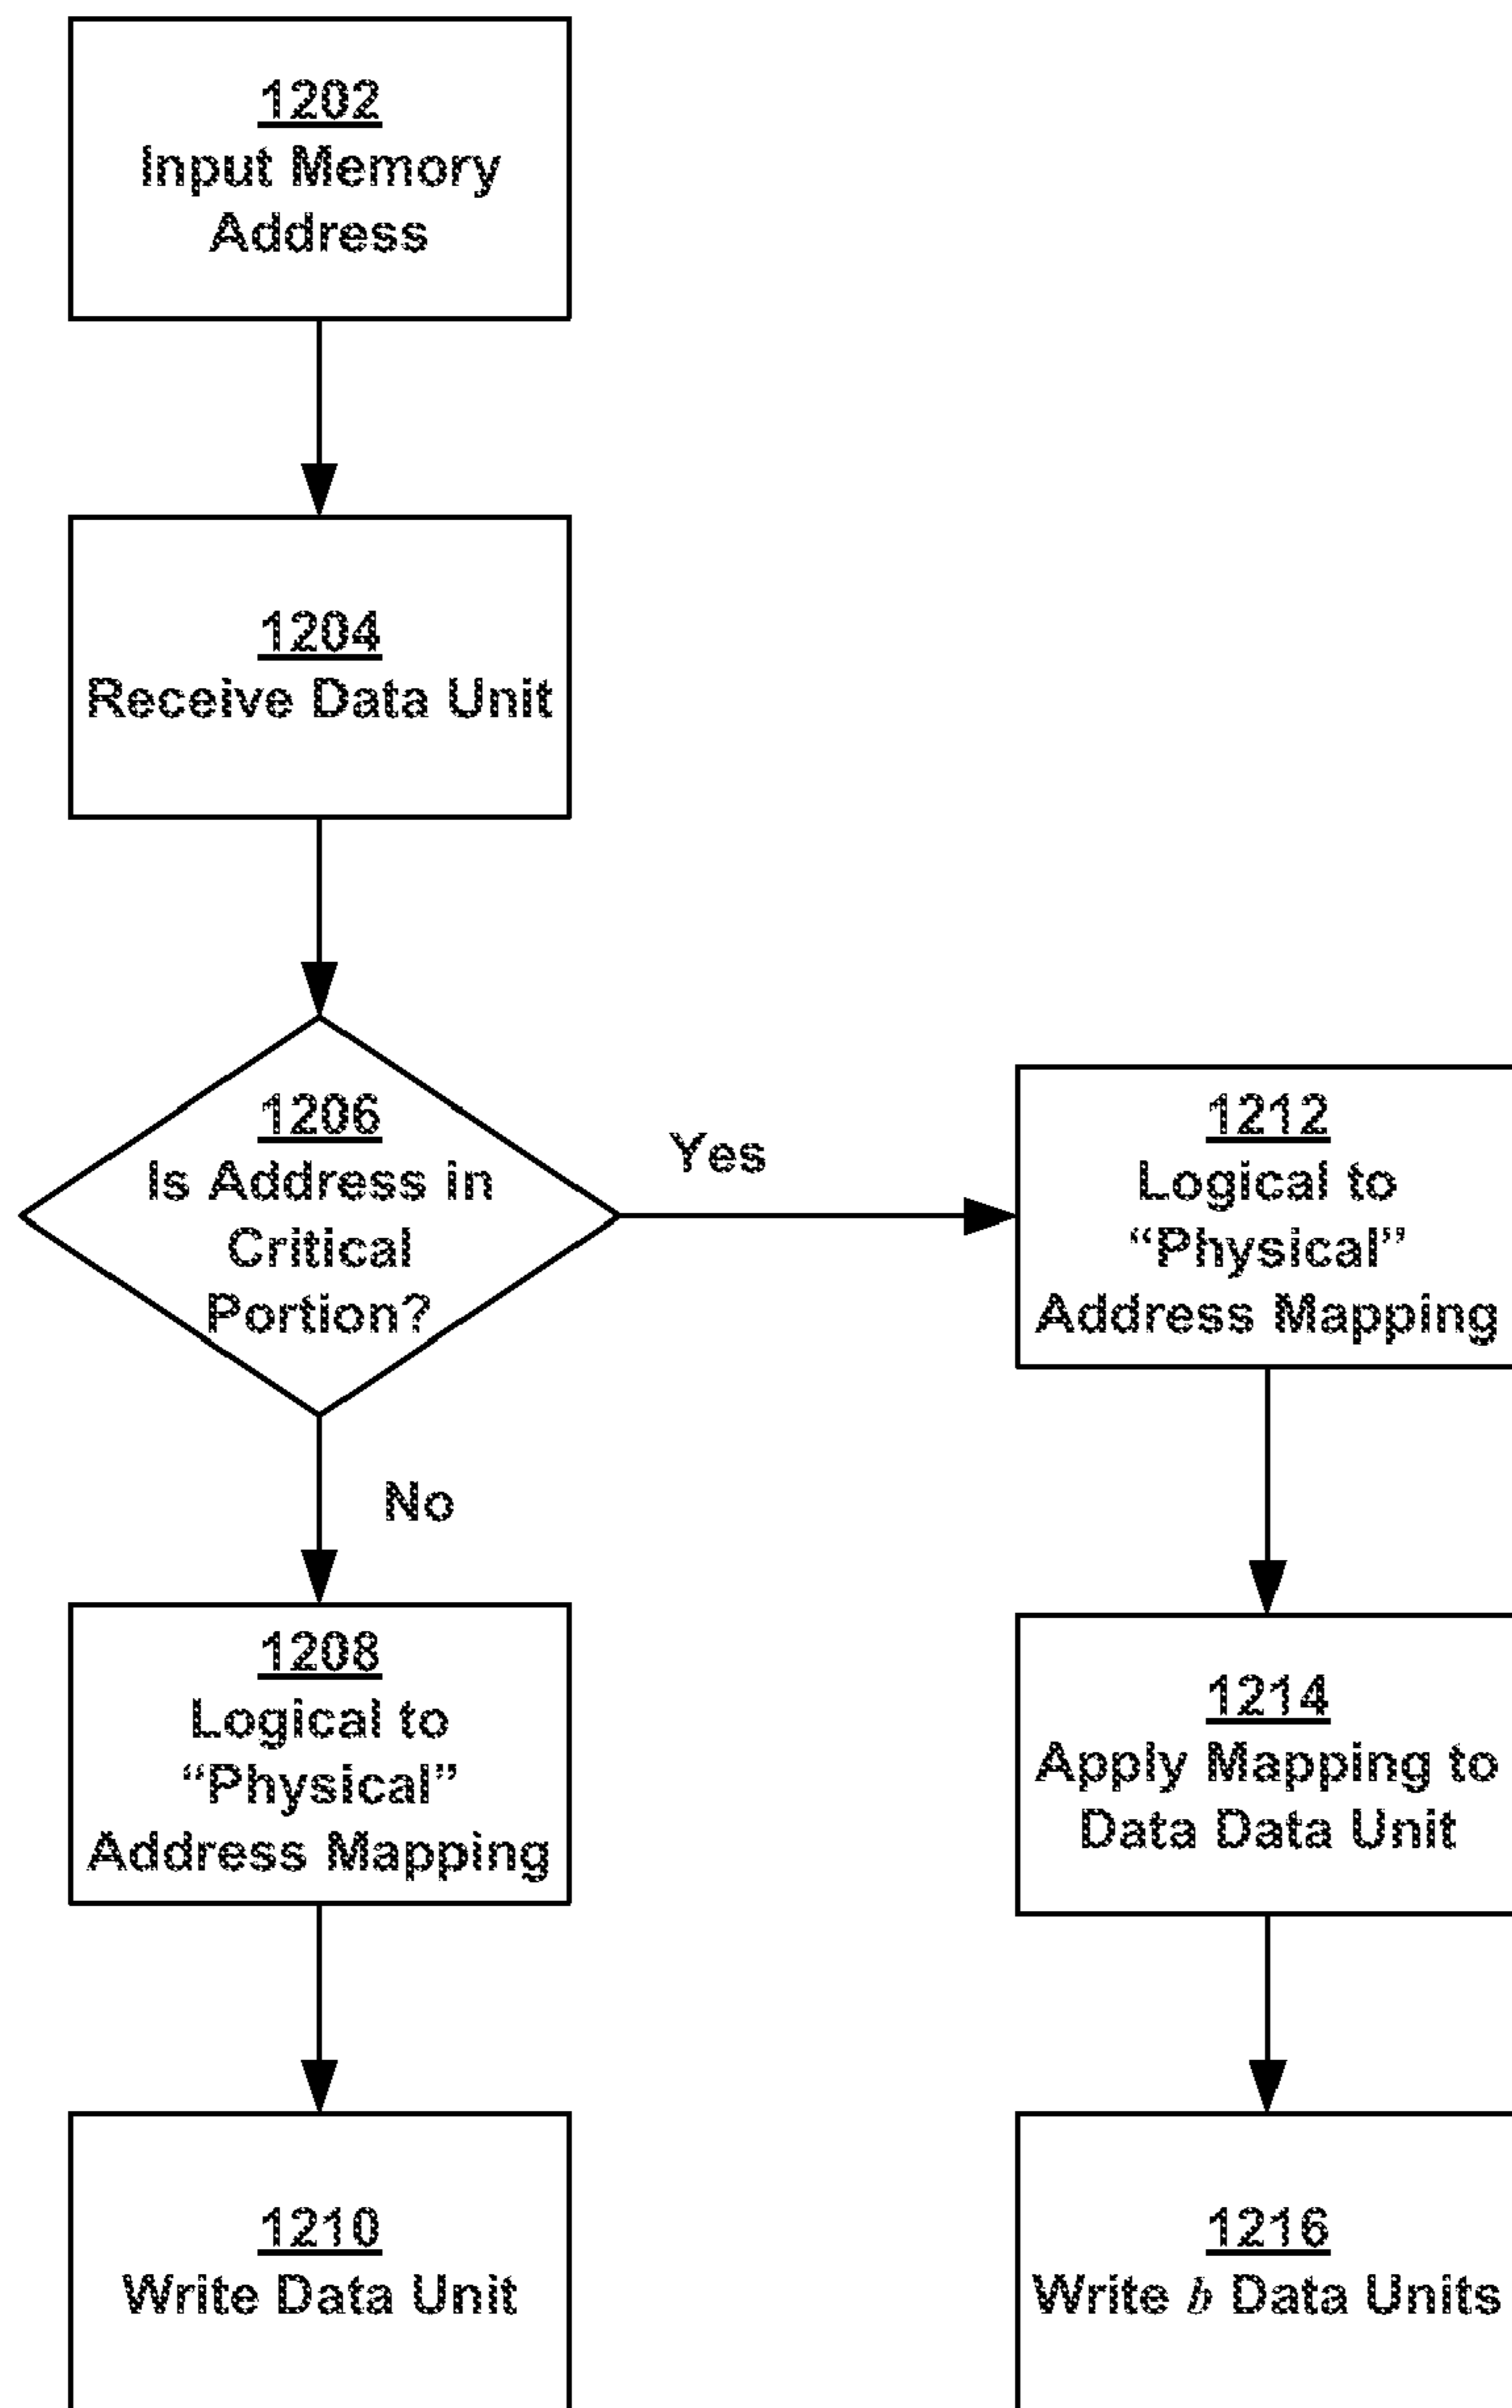 1202
Input Memory
Address
1204
Receive Data Unit
1206
Is Address in
Critical
Portion?
Yes
No
1212
Logical to
“Physical”
Address Mapping
1208
Logical to
“Physical”
Address Mapping
1214
Apply Mapping to
Data Data Unit
1210
Write Data Unit
1216
Write b Data Units